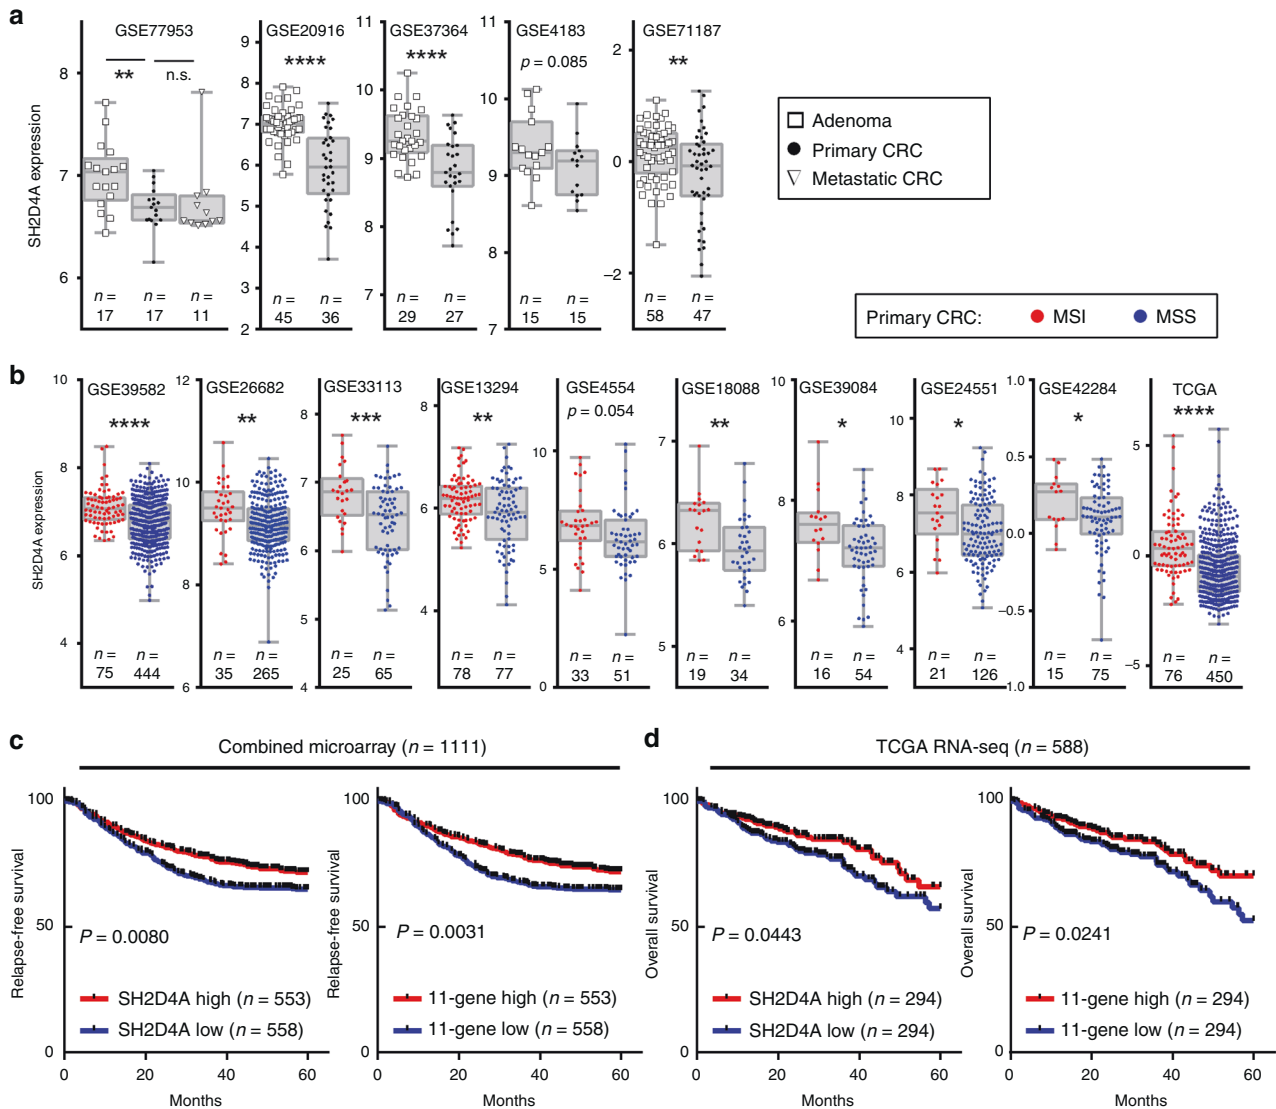 a
GSE77953
GSE20916
GSE37364
GSE4183
GSE71187
** n.s.
****
****
p = 0.085
**
SH2D4A expression
8
7
6
9
8
7
6
5
4
3
2
11
10
9
8
7
11
10
9
8
7
2
0
−2
n = 17
n = 17
n = 11
n = 45
n = 36
n = 29
n = 27
n = 15
n = 15
n = 58
n = 47
Adenoma
Primary CRC
Metastatic CRC
Primary CRC: MSI MSS
b
GSE39582
GSE26682
GSE33113
GSE13294
GSE4554
GSE18088
GSE39084
GSE24551
GSE42284
TCGA
****
**
***
**
p = 0.054
**
*
*
*
****
SH2D4A expression
10
8
6
4
12
10
8
6
8
7
6
5
4
8
6
4
10
5
0
7
6
5
10
8
6
10
8
6
4
1.0
0.5
0.0
−0.5
1.0
5
0
−5
n = 75
n = 444
n = 35
n = 265
n = 25
n = 65
n = 78
n = 77
n = 33
n = 51
n = 19
n = 34
n = 16
n = 54
n = 21
n = 126
n = 15
n = 75
n = 76
n = 450
c
Combined microarray (n = 1111)
Relapse-free survival
100
50
0
P = 0.0080
SH2D4A high (n = 553)
SH2D4A low (n = 558)
0 20 40 60
Months
Relapse-free survival
100
50
0
P = 0.0031
11-gene high (n = 553)
11-gene low (n = 558)
0 20 40 60
Months
d
TCGA RNA-seq (n = 588)
Overall survival
100
50
0
P = 0.0443
SH2D4A high (n = 294)
SH2D4A low (n = 294)
0 20 40 60
Months
Overall survival
100
50
0
P = 0.0241
11-gene high (n = 294)
11-gene low (n = 294)
0 20 40 60
Months